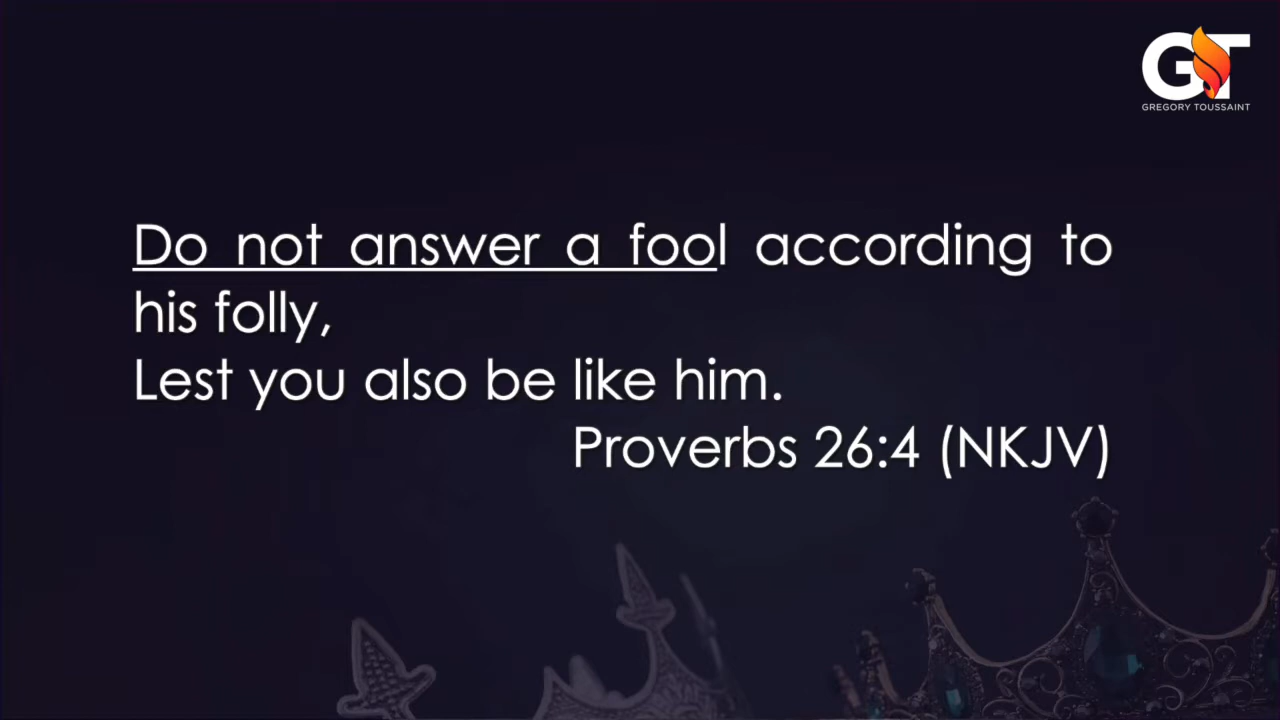 GT
GREGORY TOUSSAINT
Do not answer a fool according to
his folly,
Lest you also be like him.
Proverbs 26:4 (NKJV)